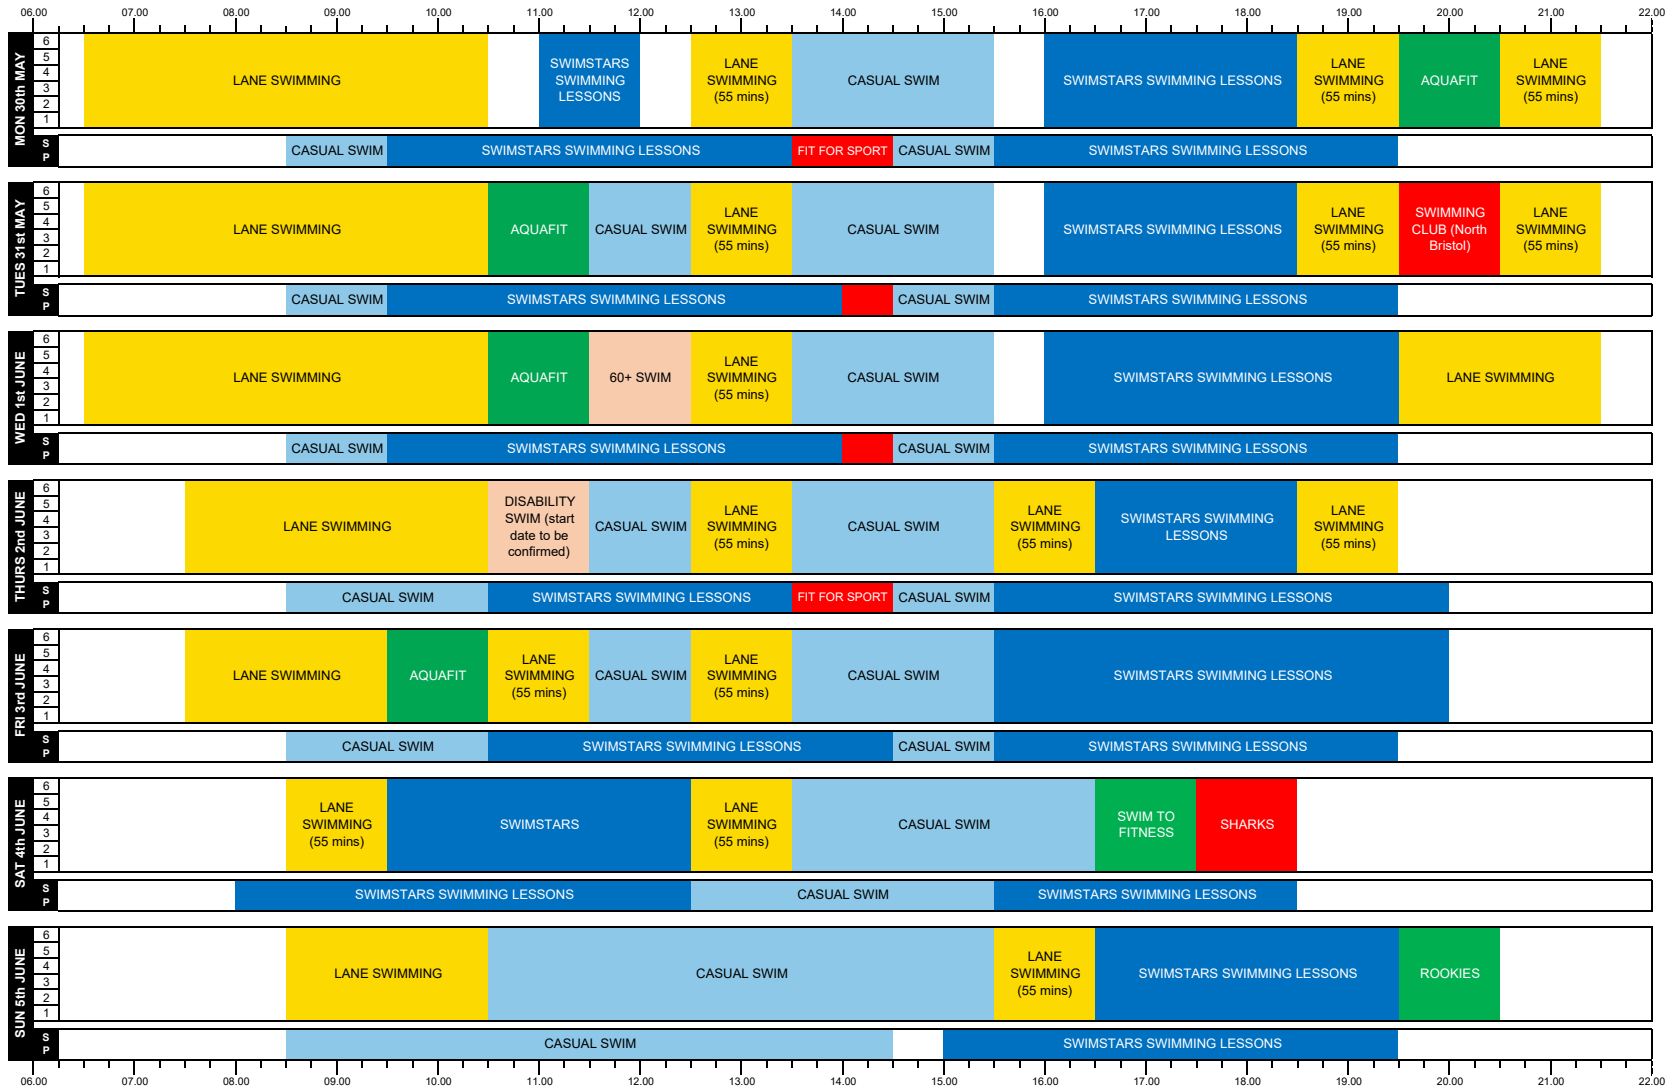 06.00 07.00 08.00 09.00 10.00 11.00 12.00 13.00 14.00 15.00 16.00 17.00 18.00 19.00 20.00 21.00 22.00
MON 30th MAY
6
5
4
3
2
1
LANE SWIMMING
SWIMSTARS
SWIMMING
LESSONS
LANE
SWIMMING
(55 mins)
CASUAL SWIM
SWIMSTARS SWIMMING LESSONS
LANE
SWIMMING
(55 mins)
AQUAFIT
LANE
SWIMMING
(55 mins)
S
P
CASUAL SWIM
SWIMSTARS SWIMMING LESSONS
FIT FOR SPORT
CASUAL SWIM
SWIMSTARS SWIMMING LESSONS
TUES 31st MAY
6
5
4
3
2
1
LANE SWIMMING
AQUAFIT
CASUAL SWIM
LANE
SWIMMING
(55 mins)
CASUAL SWIM
SWIMSTARS SWIMMING LESSONS
LANE
SWIMMING
(55 mins)
SWIMMING
CLUB (North
Bristol)
LANE
SWIMMING
(55 mins)
S
P
CASUAL SWIM
SWIMSTARS SWIMMING LESSONS
CASUAL SWIM
SWIMSTARS SWIMMING LESSONS
WED 1st JUNE
6
5
4
3
2
1
LANE SWIMMING
AQUAFIT
60+ SWIM
LANE
SWIMMING
(55 mins)
CASUAL SWIM
SWIMSTARS SWIMMING LESSONS
LANE SWIMMING
S
P
CASUAL SWIM
SWIMSTARS SWIMMING LESSONS
CASUAL SWIM
SWIMSTARS SWIMMING LESSONS
THURS 2nd JUNE
6
5
4
3
2
1
LANE SWIMMING
DISABILITY
SWIM (start
date to be
confirmed)
CASUAL SWIM
LANE
SWIMMING
(55 mins)
CASUAL SWIM
LANE
SWIMMING
(55 mins)
SWIMSTARS SWIMMING
LESSONS
LANE
SWIMMING
(55 mins)
S
P
CASUAL SWIM
SWIMSTARS SWIMMING LESSONS
FIT FOR SPORT
CASUAL SWIM
SWIMSTARS SWIMMING LESSONS
FRI 3rd JUNE
6
5
4
3
2
1
LANE SWIMMING
AQUAFIT
LANE
SWIMMING
(55 mins)
CASUAL SWIM
LANE
SWIMMING
(55 mins)
CASUAL SWIM
SWIMSTARS SWIMMING LESSONS
S
P
CASUAL SWIM
SWIMSTARS SWIMMING LESSONS
CASUAL SWIM
SWIMSTARS SWIMMING LESSONS
SAT 4th JUNE
6
5
4
3
2
1
LANE
SWIMMING
(55 mins)
SWIMSTARS
LANE
SWIMMING
(55 mins)
CASUAL SWIM
SWIM TO
FITNESS
SHARKS
S
P
SWIMSTARS SWIMMING LESSONS
CASUAL SWIM
SWIMSTARS SWIMMING LESSONS
SUN 5th JUNE
6
5
4
3
2
1
LANE SWIMMING
CASUAL SWIM
LANE
SWIMMING
(55 mins)
SWIMSTARS SWIMMING LESSONS
ROOKIES
S
P
CASUAL SWIM
SWIMSTARS SWIMMING LESSONS
06.00 07.00 08.00 09.00 10.00 11.00 12.00 13.00 14.00 15.00 16.00 17.00 18.00 19.00 20.00 21.00 22.00